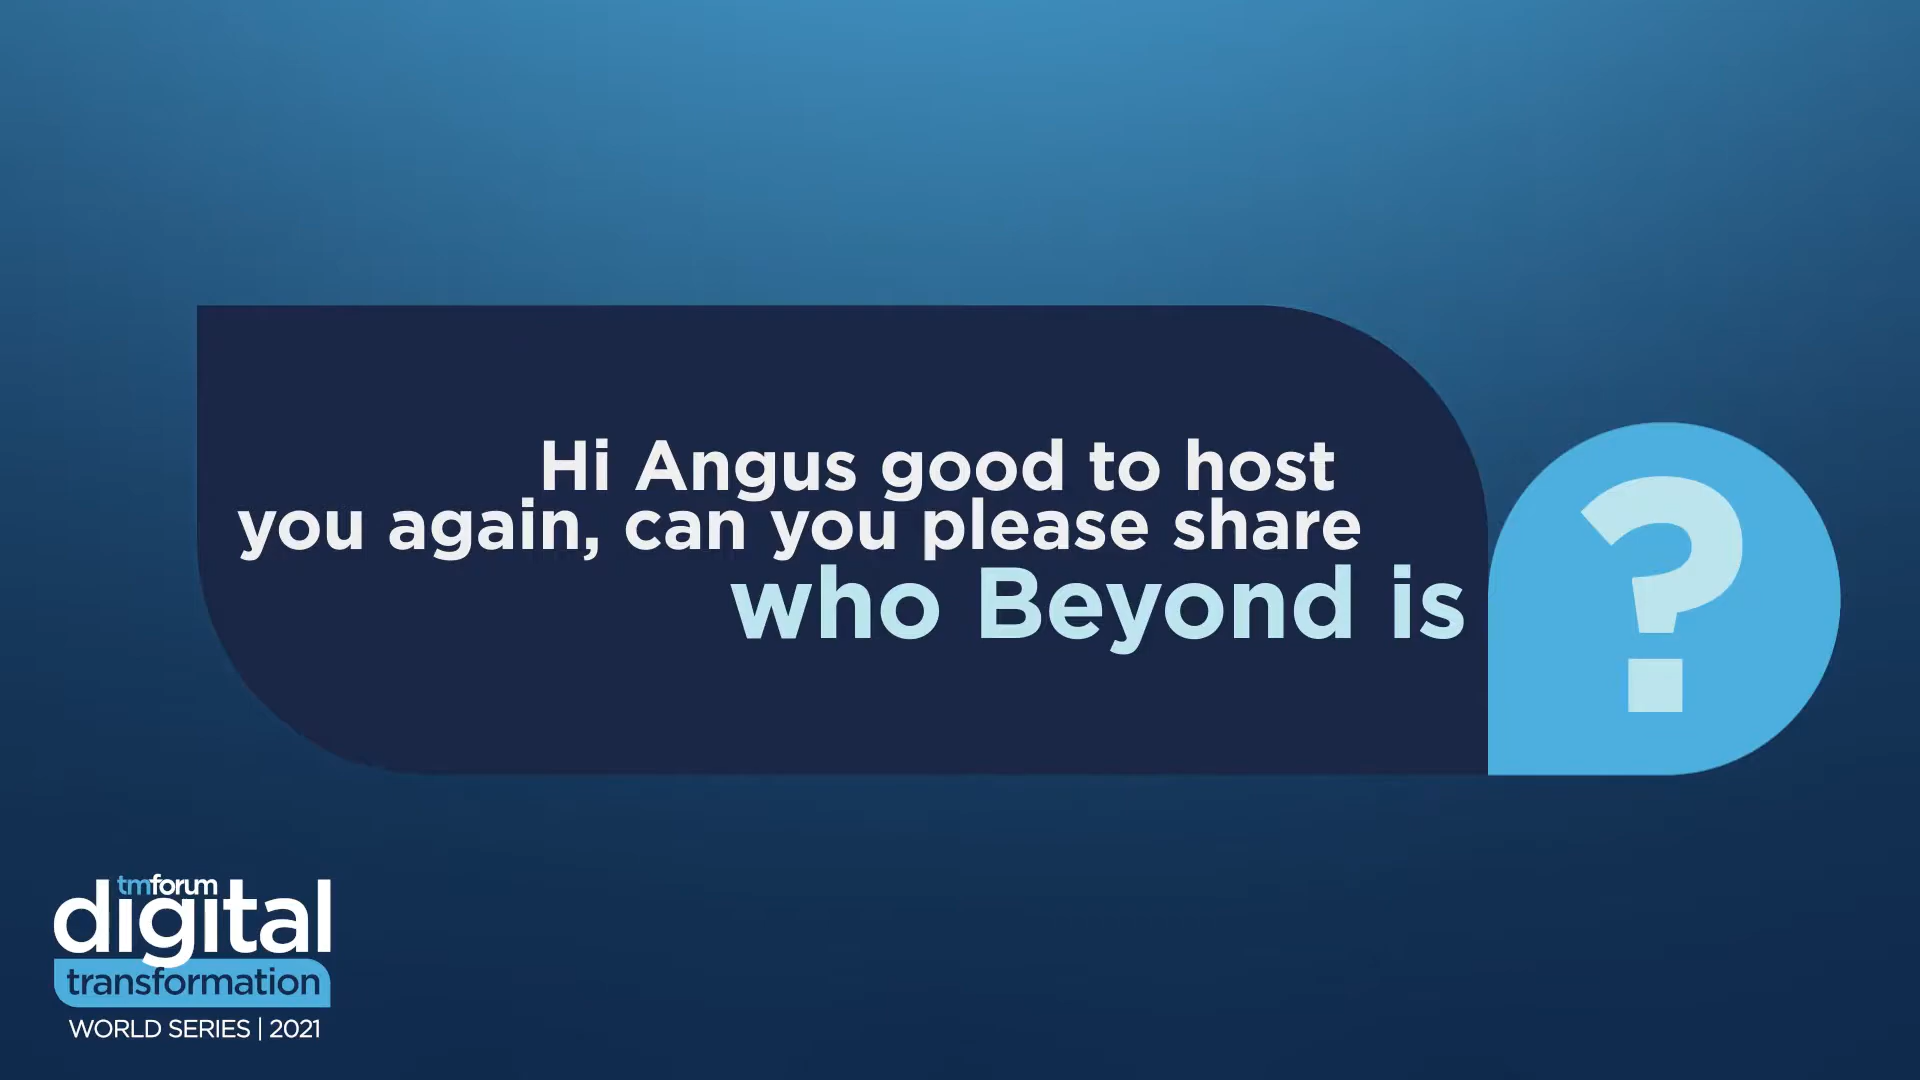 Hi Angus good to host
you again, can you please share
who Beyond is
?
tmforum
digital
transformation
WORLD SERIES | 2021